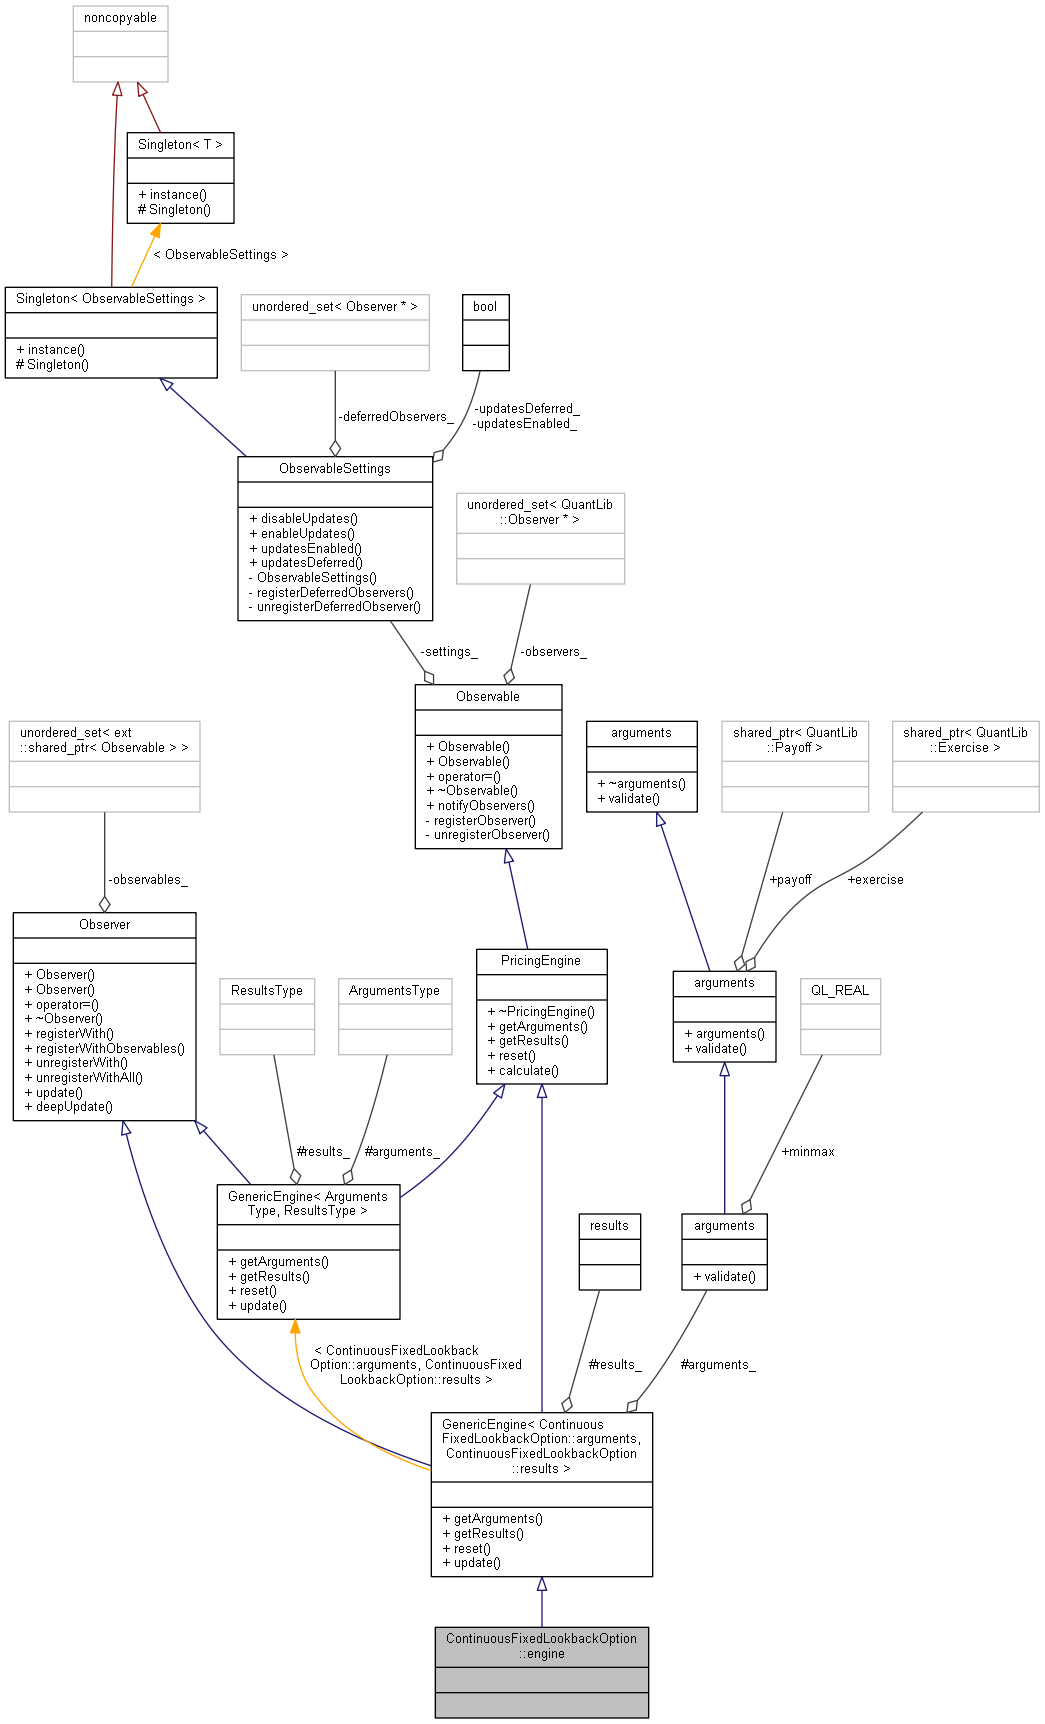 noncopyable
Singleton< T >
+ instance()
# Singleton()
< ObservableSettings >
Singleton< ObservableSettings >
+ instance()
# Singleton()
unordered_set< Observer * >
bool
-deferredObservers_
-updatesDeferred_
-updatesEnabled_
ObservableSettings
+ disableUpdates()
+ enableUpdates()
+ updatesEnabled()
+ updatesDeferred()
- ObservableSettings()
- registerDeferredObservers()
- unregisterDeferredObserver()
unordered_set< QuantLib
::Observer * >
-settings_
-observers_
Observable
+ Observable()
+ Observable()
+ operator=()
+ ~Observable()
+ notifyObservers()
- registerObserver()
- unregisterObserver()
unordered_set< ext
::shared_ptr< Observable > >
arguments
+ ~arguments()
+ validate()
shared_ptr< QuantLib
::Payoff >
shared_ptr< QuantLib
::Exercise >
-observables_
+payoff
+exercise
Observer
+ Observer()
+ Observer()
+ operator=()
+ ~Observer()
+ registerWith()
+ registerWithObservables()
+ unregisterWith()
+ unregisterWithAll()
+ update()
+ deepUpdate()
ResultsType
ArgumentsType
PricingEngine
+ ~PricingEngine()
+ getArguments()
+ getResults()
+ reset()
+ calculate()
arguments
+ arguments()
+ validate()
QL_REAL
#results_
#arguments_
+minmax
GenericEngine< Arguments
Type, ResultsType >
+ getArguments()
+ getResults()
+ reset()
+ update()
results
arguments
+ validate()
< ContinuousFixedLookback
Option::arguments, ContinuousFixed
LookbackOption::results >
#results_
#arguments_
GenericEngine< Continuous
FixedLookbackOption::arguments,
ContinuousFixedLookbackOption
::results >
+ getArguments()
+ getResults()
+ reset()
+ update()
ContinuousFixedLookbackOption
::engine